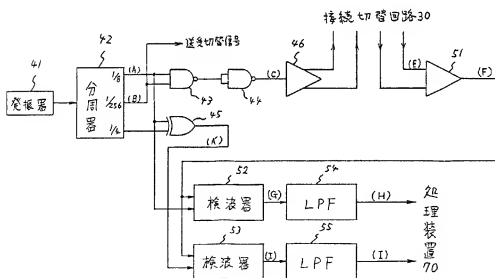 接続切替回路30
41
42
送受切替信号
46
51
(A)
(C)
(E)
(F)
発振器
分周器
1/8
1/256
1/4
(B)
43
44
45
(K)
52
54
検波器
(G)
LPF
(H)
53
55
検波器
(I)
LPF
(I)
処理装置70